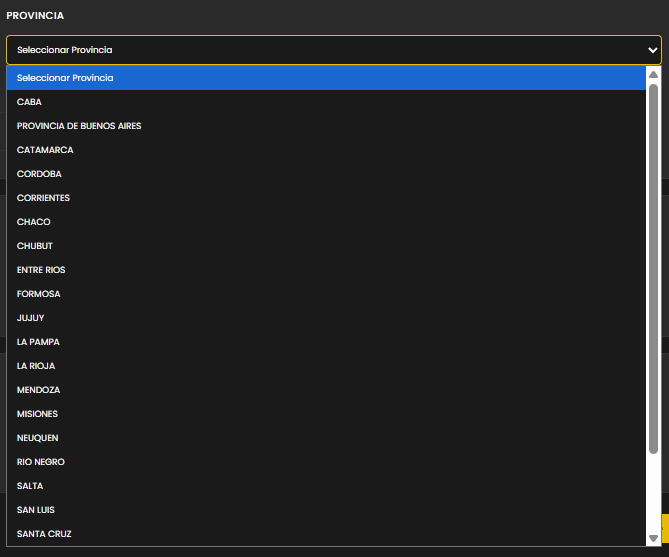 PROVINCIA
Seleccionar Provincia
Seleccionar Provincia
CABA
PROVINCIA DE BUENOS AIRES
CATAMARCA
CORDOBA
CORRIENTES
CHACO
CHUBUT
ENTRE RIOS
FORMOSA
JUJUY
LA PAMPA
LA RIOJA
MENDOZA
MISIONES
NEUQUEN
RIO NEGRO
SALTA
SAN LUIS
SANTA CRUZ